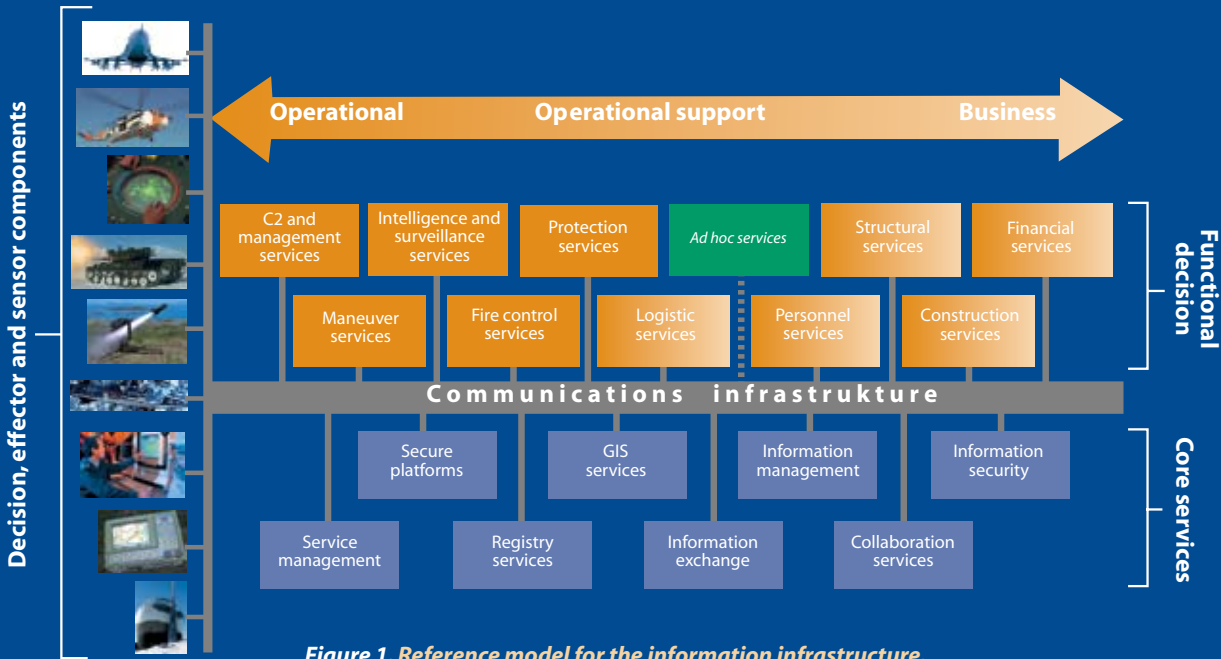 Decision, effector and sensor components
Operational
Operational support
Business
C2 and
management
services
Intelligence and
surveillance
services
Protection
services
Ad hoc services
Structural
services
Financial
services
Maneuver
services
Fire control
services
Logistic
services
Personnel
services
Construction
services
Functional
decision
Communications infrastrukture
Secure
platforms
GIS
services
Information
management
Information
security
Service
management
Registry
services
Information
exchange
Collaboration
services
Core services
Figure 1 Reference model for the information infrastructure